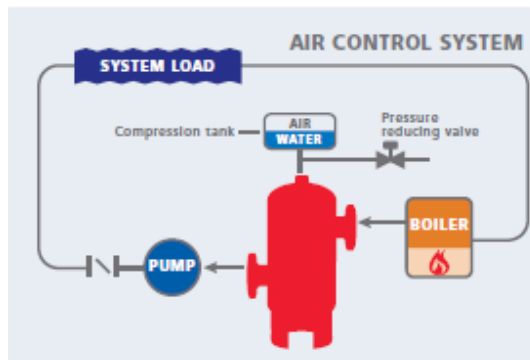 AIR CONTROL SYSTEM
SYSTEM LOAD
Compression tank
AIR
WATER
Pressure
reducing valve
BOILER
PUMP